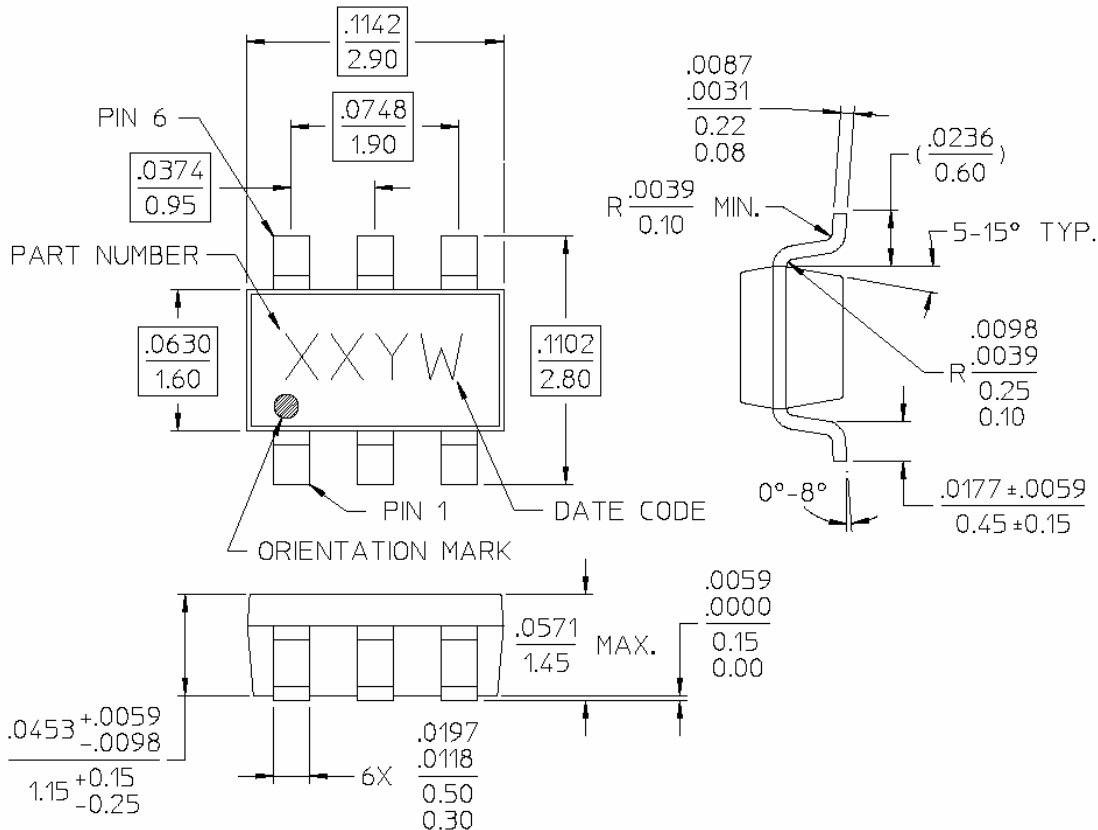 .1142
2.90
.0748
1.90
PIN 6
.0374
0.95
PART NUMBER
.0630
1.60
XXYW
.1102
2.80
PIN 1
DATE CODE
ORIENTATION MARK
.0087
.0031
0.22
0.08
(.0236
0.60)
R .0039
0.10 MIN.
5-15° TYP.
R .0098
.0039
0.25
0.10
0°-8°
.0177 ±.0059
0.45 ±0.15
.0571
1.45 MAX.
.0059
.0000
0.15
0.00
.0453 +.0059
-.0098
1.15 +0.15
-0.25
6X .0197
.0118
0.50
0.30